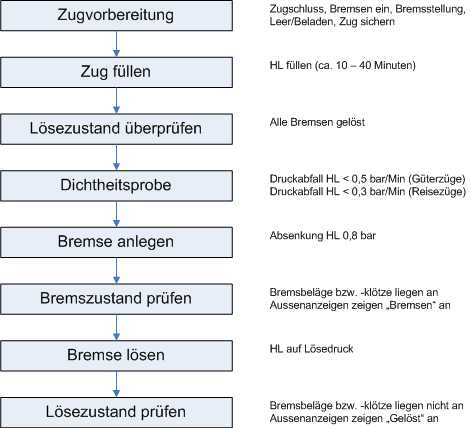 Zugvorbereitung
Zugschluss, Bremsen ein, Bremsstellung,
Leer/Beladen, Zug sichern
Zug füllen
HL füllen (ca. 10 – 40 Minuten)
Lösezustand überprüfen
Alle Bremsen gelöst
Dichtheitsprobe
Druckabfall HL < 0,5 bar/Min (Güterzüge)
Druckabfall HL < 0,3 bar/Min (Reisezüge)
Bremse anlegen
Absenkung HL 0,8 bar
Bremszustand prüfen
Bremsbeläge bzw. -klötze liegen an
Aussenanzeigen zeigen „Bremsen“ an
Bremse lösen
HL auf Lösedruck
Lösezustand prüfen
Bremsbeläge bzw. -klötze liegen nicht an
Aussenanzeigen zeigen „Gelöst“ an